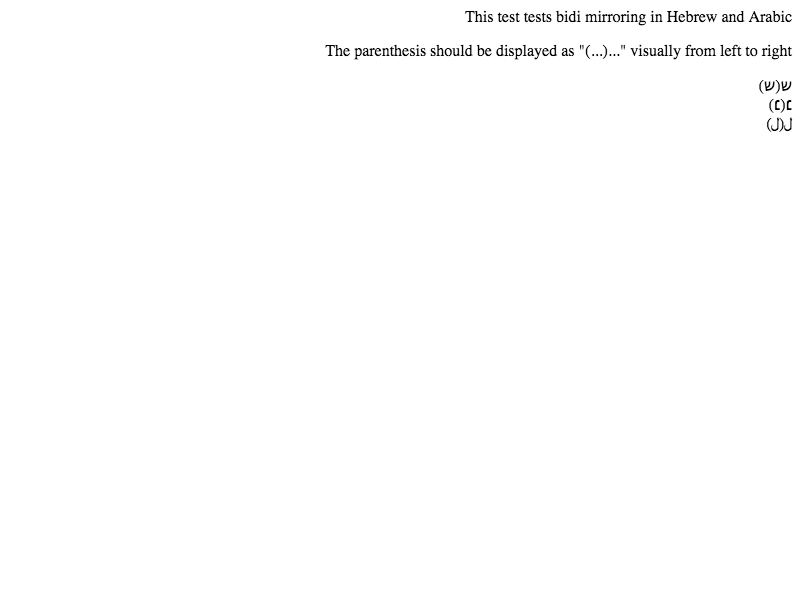 This test tests bidi mirroring in Hebrew and Arabic
The parenthesis should be displayed as "(...)..." visually from left to right
ש(ש)
ل(ل)